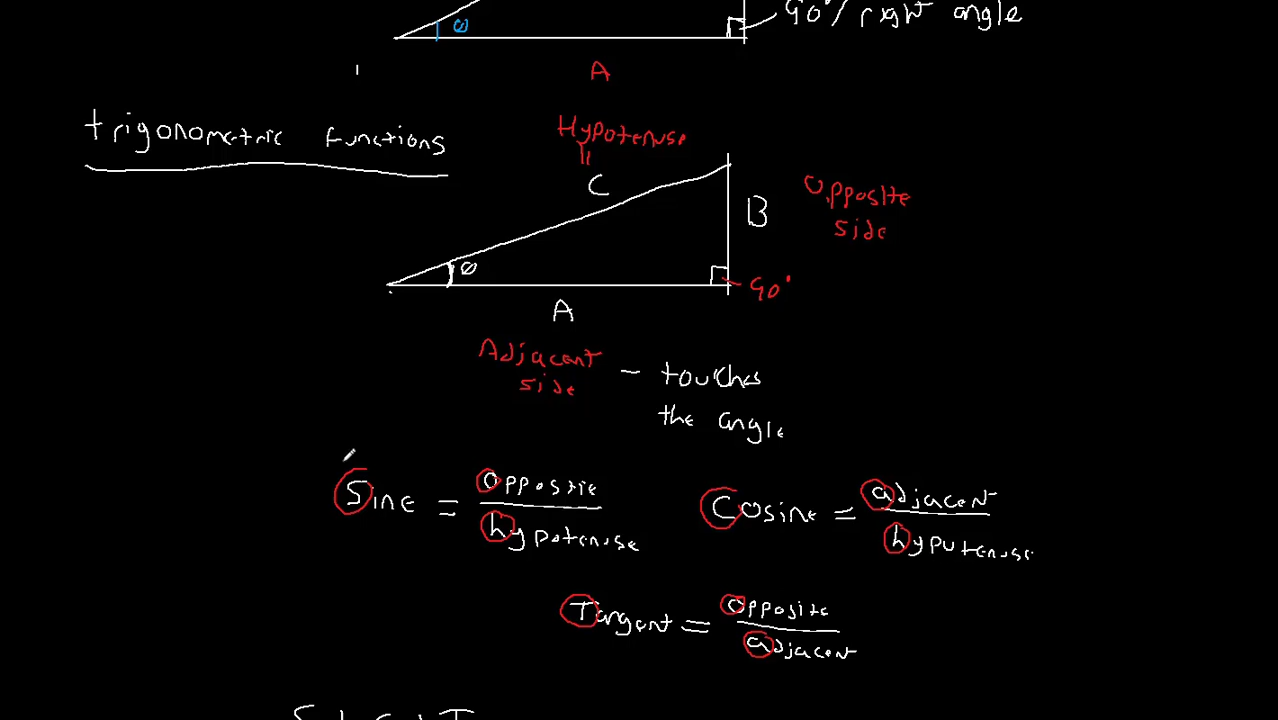 90°/ right angle
θ
A
trigonometric functions
Hypotenuse
C
B
Opposite
side
θ
90°
A
Adjacent
side
– touches
the angle
Sine = oppostie
hypotenuse
Cosine = adjacent
hypotenuse
Tangent = opposite
adjacent